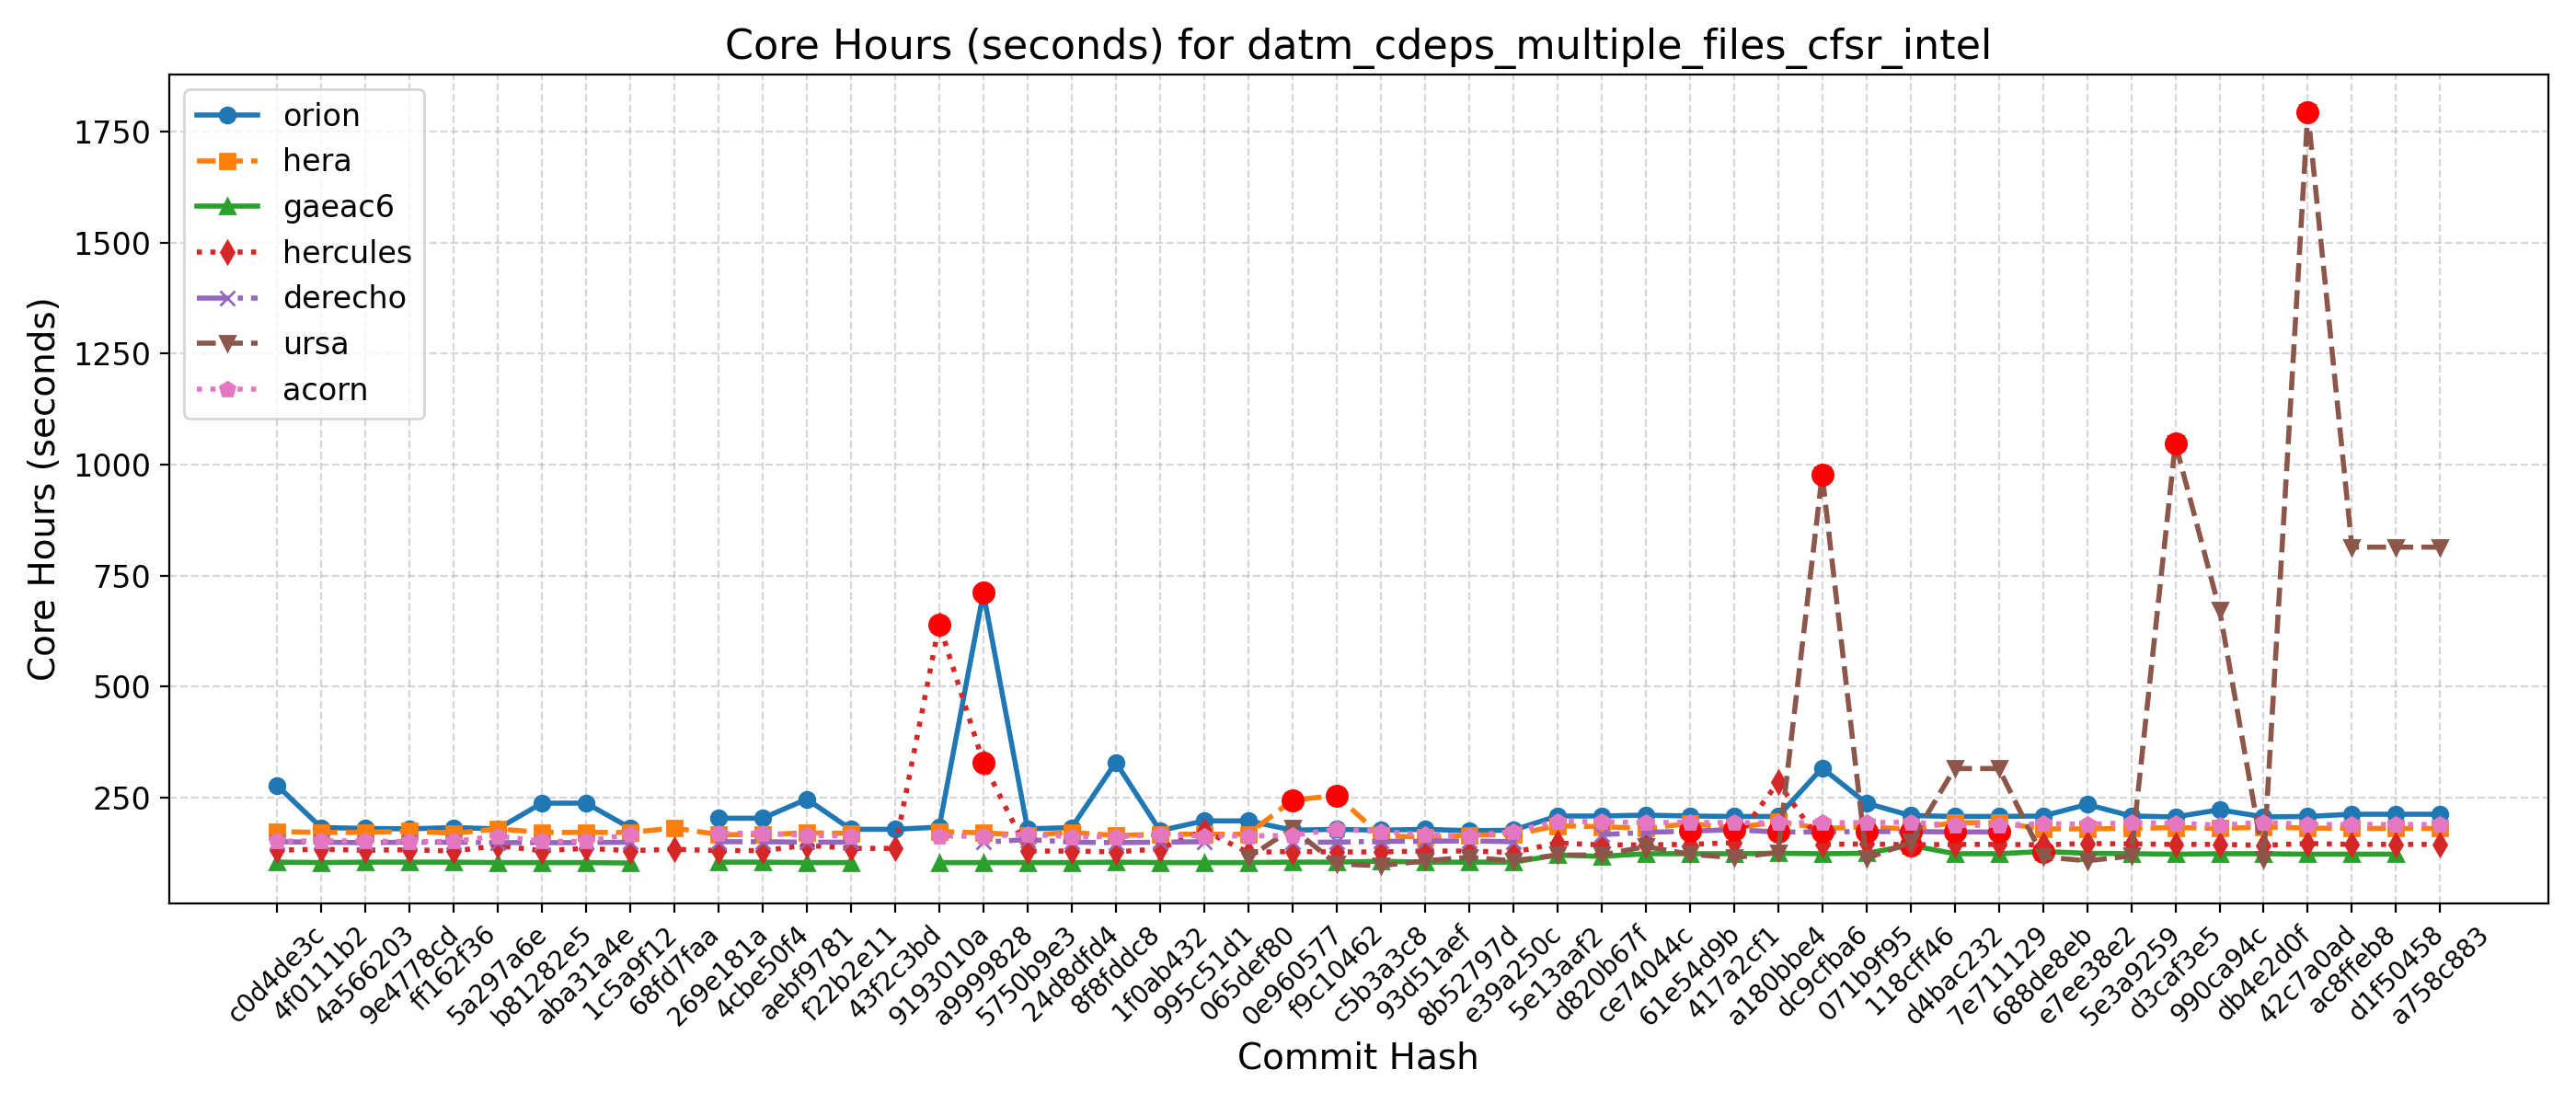 Core Hours (seconds) for datm_cdeps_multiple_files_cfsr_intel
orion
hera
gaeac6
hercules
derecho
ursa
acorn
Core Hours (seconds)
1750
1500
1250
1000
750
500
250
c0d4de3c
4f0111b2
4a566203
9e4778cd
ff162f36
5a297a6e
b81282e5
aba31a4e
1c5a9f12
68fd7faa
269e181a
4cbe50f4
aebf9781
f22b2e11
43f2c3bd
9193010a
a9999828
5750b9e3
24d8dfd4
8f8fddc8
1f0ab432
995c51d1
065def80
0e960577
f9c10462
c5b3a3c8
93d51aef
8b52797d
e39a250c
5e13aaf2
d820b67f
ce74044c
61e54d9b
417a2cf1
a180bbe4
dc9cfba6
071b9f95
118cff46
d4bac232
7e711129
688de8eb
e7ee38e2
5e3a9259
d3caf3e5
990ca94c
db4e2d0f
42c7a0ad
ac8ffeb8
d1f50458
a758c883
Commit Hash